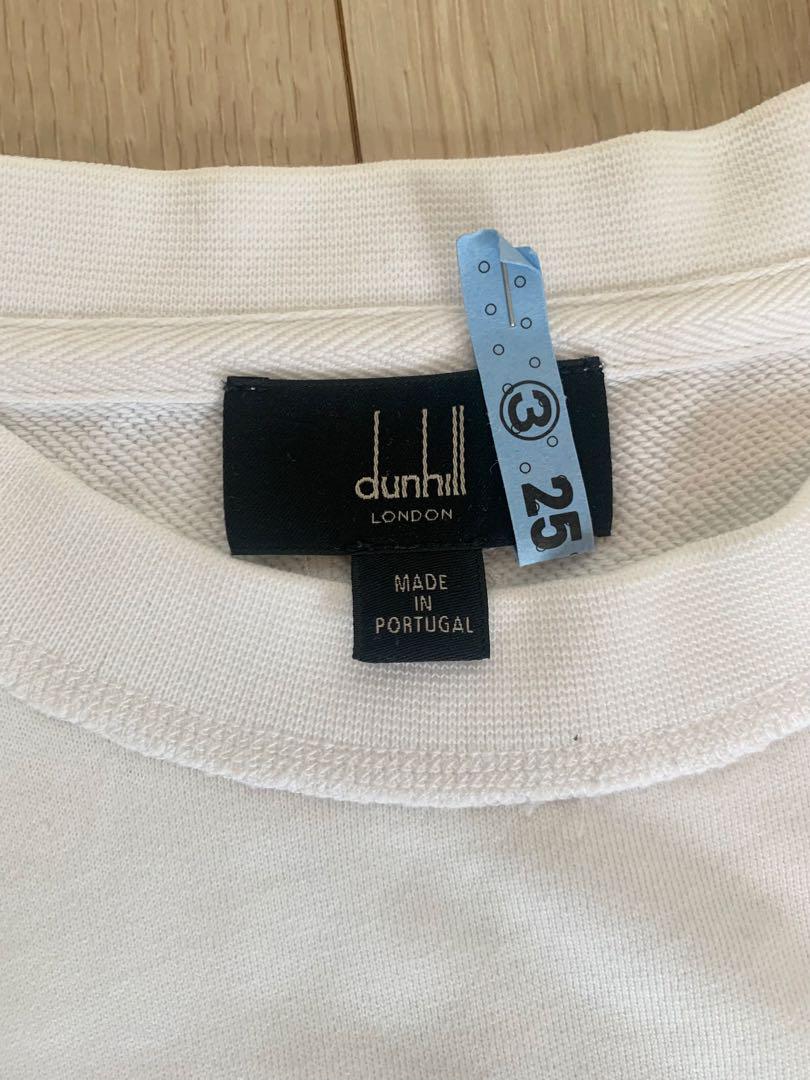 dunhill
LONDON
MADE
IN
PORTUGAL
③ 25